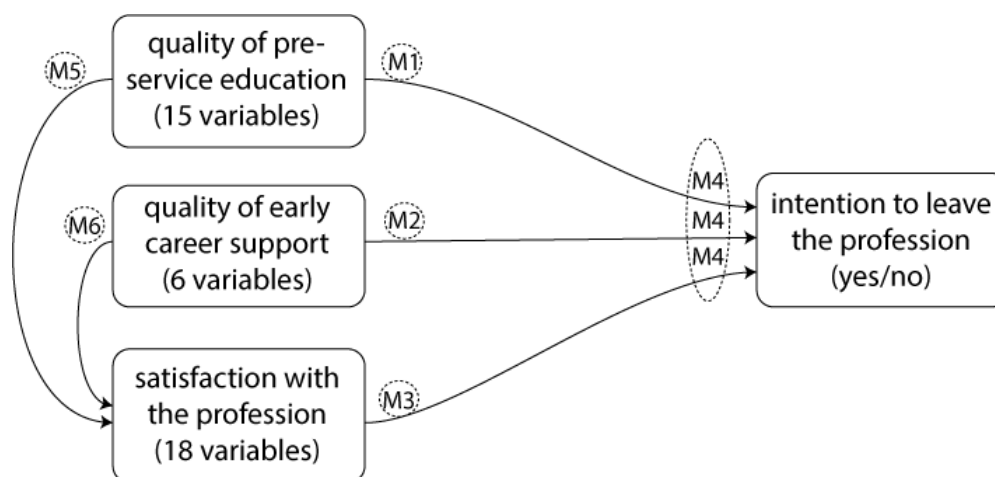 quality of pre-
service education
(15 variables)
M5
M1
quality of early
career support
(6 variables)
M6
M2
satisfaction with
the profession
(18 variables)
M3
M4
M4
M4
intention to leave
the profession
(yes/no)